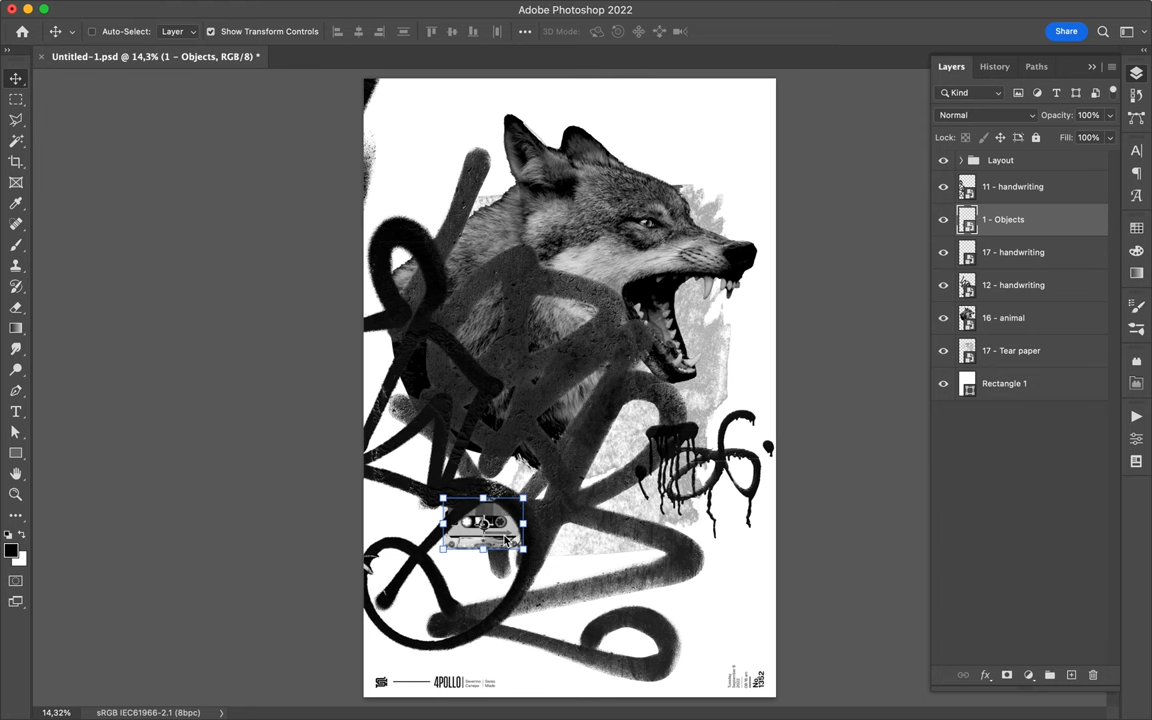 Adobe Photoshop 2022
Auto-Select:
Layer
Show Transform Controls
3D Mode:
Share
Untitled-1.psd @ 14,3% (1 - Objects, RGB/8) *
Layers
History
Paths
Kind
Normal
Opacity: 100%
Lock:
Fill: 100%
Layout
11 - handwriting
1 - Objects
17 - handwriting
12 - handwriting
16 - animal
17 - Tear paper
Rectangle 1
4POLLO
No. 1352
14,32%
sRGB IEC61966-2.1 (8bpc)